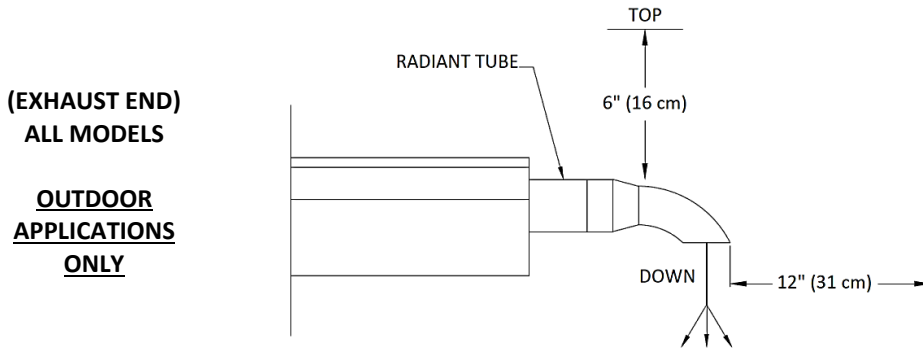 (EXHAUST END)
ALL MODELS
OUTDOOR
APPLICATIONS
ONLY
TOP
RADIANT TUBE
6" (16 cm)
DOWN
12" (31 cm)